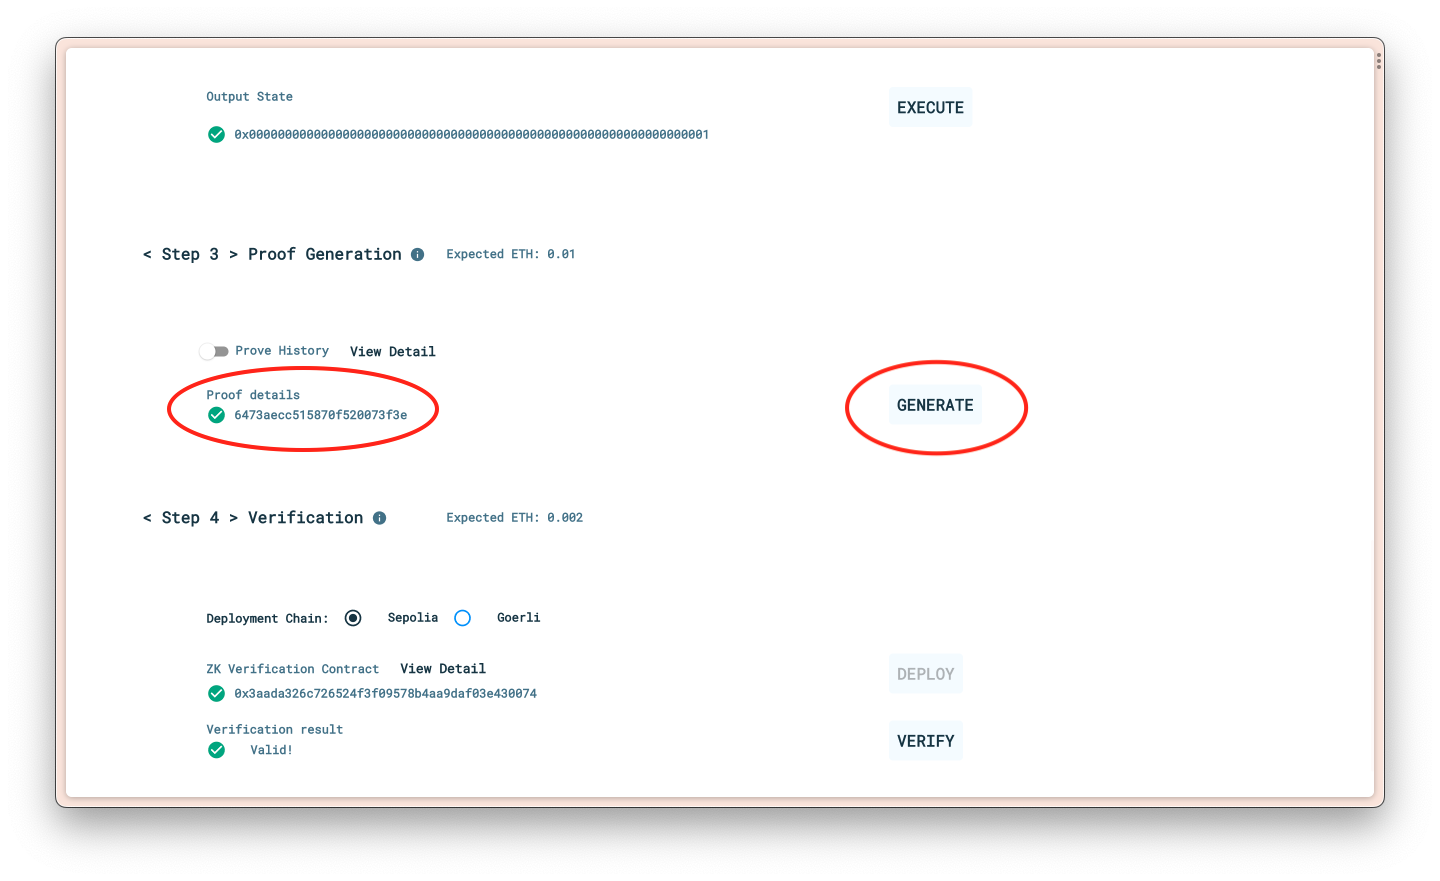 Output State
EXECUTE
0x0000000000000000000000000000000000000000000000000000000000000001
< Step 3 > Proof Generation Expected ETH: 0.01
Prove History View Detail
Proof details
6473aecc515870f520073f3e
GENERATE
< Step 4 > Verification Expected ETH: 0.002
Deployment Chain: Sepolia Goerli
ZK Verification Contract View Detail
0x3aada326c726524f3f09578b4aa9daf03e430074
DEPLOY
Verification result
Valid!
VERIFY